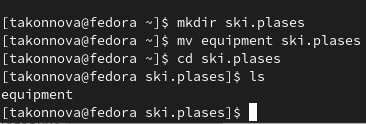 [takonnova@fedora ~]$ mkdir ski.plases
[takonnova@fedora ~]$ mv equipment ski.plases
[takonnova@fedora ~]$ cd ski.plases
[takonnova@fedora ski.plases]$ ls
equipment
[takonnova@fedora ski.plases]$